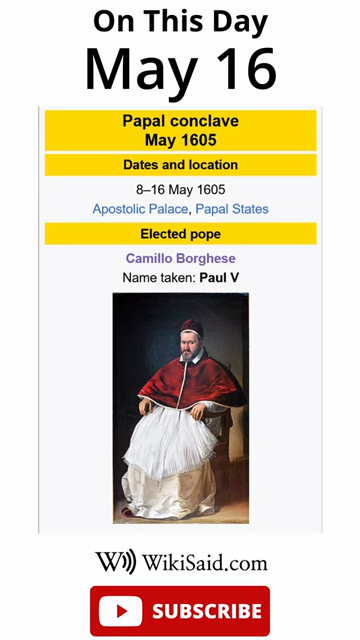 On This Day
May 16
Papal conclave
May 1605
Dates and location
8–16 May 1605
Apostolic Palace, Papal States
Elected pope
Camillo Borghese
Name taken: Paul V
W WikiSaid.com
SUBSCRIBE